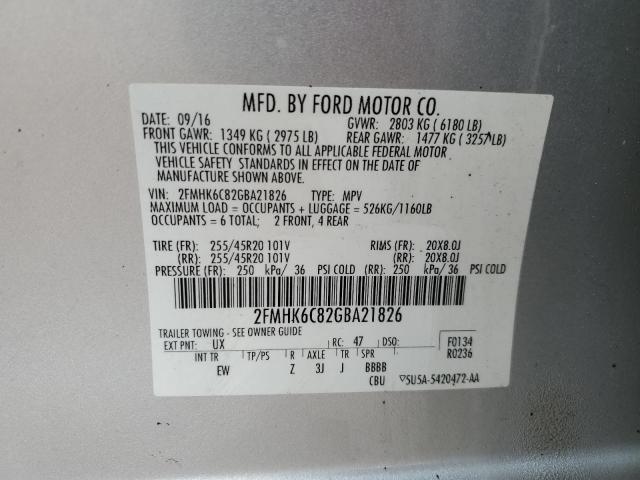 MFD. BY FORD MOTOR CO.
DATE: 09/16 GVWR: 2803 KG ( 6180 LB)
FRONT GAWR: 1349 KG ( 2975 LB) REAR GAWR: 1477 KG ( 3257 LB)
THIS VEHICLE CONFORMS TO ALL APPLICABLE FEDERAL MOTOR
VEHICLE SAFETY STANDARDS IN EFFECT ON THE DATE OF
MANUFACTURE SHOWN ABOVE.
VIN: 2FMHK6C82GBA21826 TYPE: MPV
MAXIMUM LOAD = OCCUPANTS + LUGGAGE = 526KG/1160LB
OCCUPANTS = 6 TOTAL; 2 FRONT, 4 REAR
TIRE (FR): 255/45R20 101V RIMS (FR): 20X8.0J
(RR): 255/45R20 101V (RR): 20X8.0J
PRESSURE (FR): 250 kPa/ 36 PSI COLD (RR): 250 kPa/ 36 PSI COLD
2FMHK6C82GBA21826
TRAILER TOWING - SEE OWNER GUIDE
EXT PNT: UX RC: 47 DSO: F0134
INT TR TP/PS R AXLE TR SPR R0236
EW Z 3J J BBBB
CBU ▽5U5A-5420472-AA